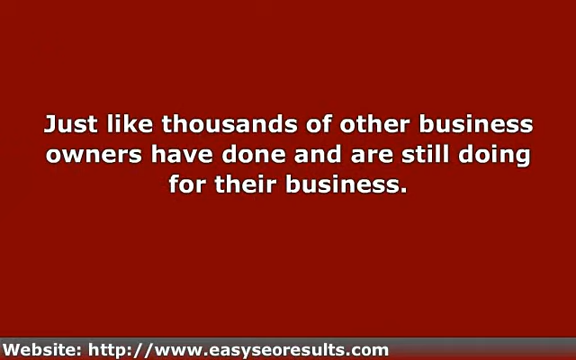 Just like thousands of other business
owners have done and are still doing
for their business.
Website: http://www.easyseoresults.com